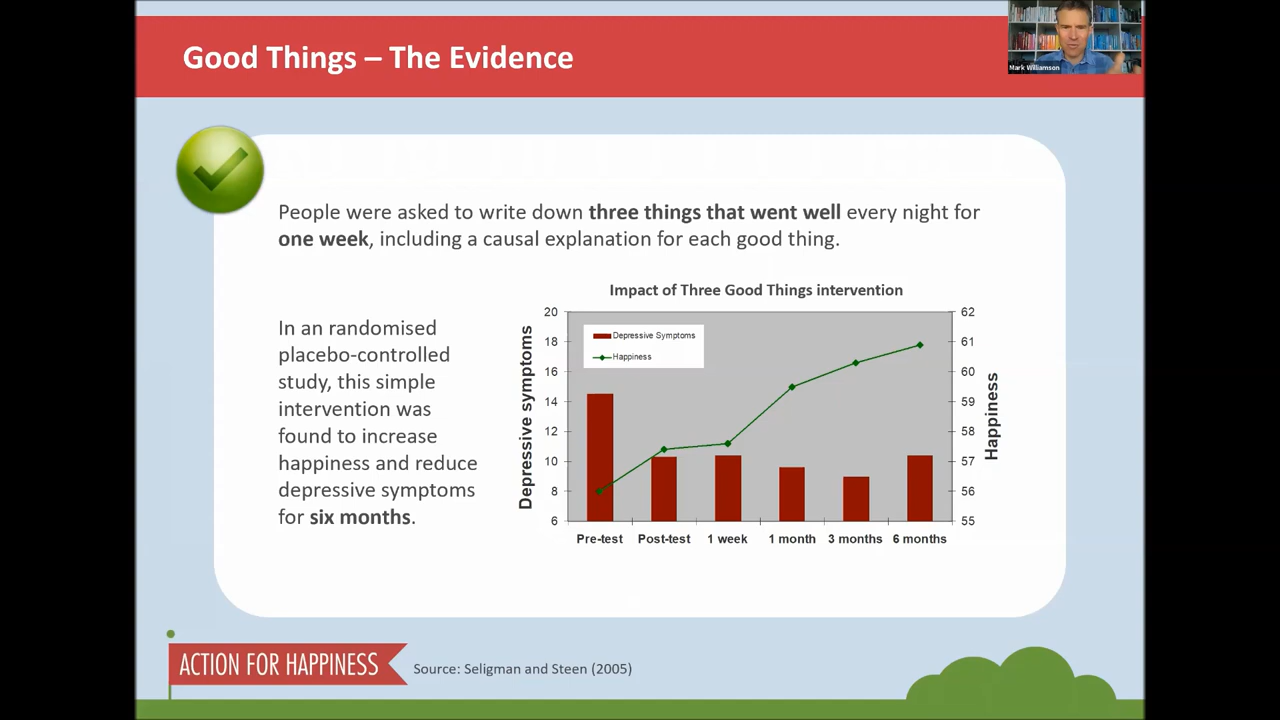 Good Things – The Evidence
Mark Williamson
People were asked to write down three things that went well every night for
one week, including a causal explanation for each good thing.
In an randomised
placebo-controlled
study, this simple
intervention was
found to increase
happiness and reduce
depressive symptoms
for six months.
Impact of Three Good Things intervention
Depressive symptoms
20
18
16
14
12
10
8
6
Depressive Symptoms
Happiness
62
61
60
59
58
57
56
55
Happiness
Pre-test Post-test 1 week 1 month 3 months 6 months
ACTION FOR HAPPINESS
Source: Seligman and Steen (2005)